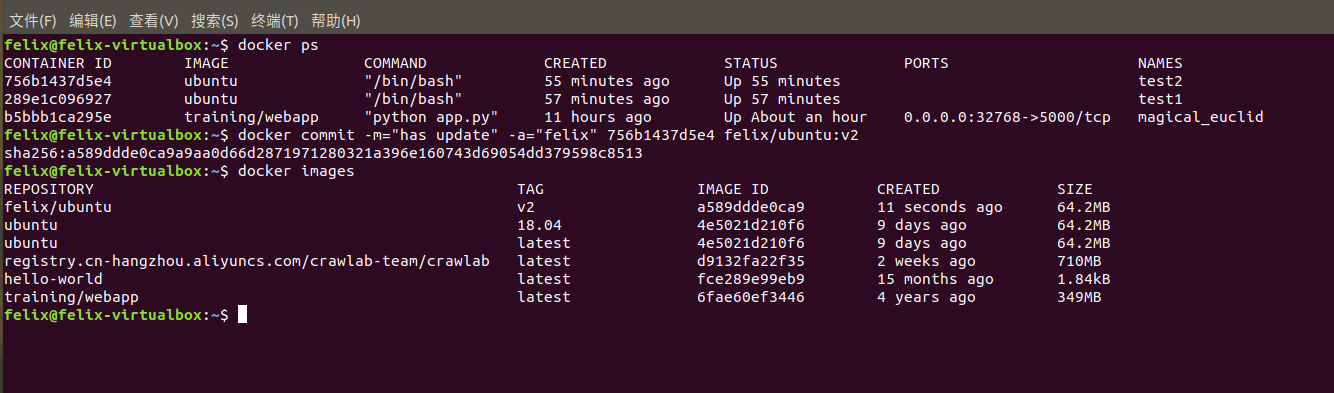 文件(F) 编辑(E) 查看(V) 搜索(S) 终端(T) 帮助(H)
felix@felix-virtualbox:~$ docker ps
CONTAINER ID IMAGE COMMAND CREATED STATUS PORTS NAMES
756b1437d5e4 ubuntu "/bin/bash" 55 minutes ago Up 55 minutes test2
289e1c096927 ubuntu "/bin/bash" 57 minutes ago Up 57 minutes test1
b5bbb1ca295e training/webapp "python app.py" 11 hours ago Up About an hour 0.0.0.0:32768->5000/tcp magical_euclid
felix@felix-virtualbox:~$ docker commit -m="has update" -a="felix" 756b1437d5e4 felix/ubuntu:v2
sha256:a589ddde0ca9a9aa0d66d2871971280321a396e160743d69054dd379598c8513
felix@felix-virtualbox:~$ docker images
REPOSITORY TAG IMAGE ID CREATED SIZE
felix/ubuntu v2 a589ddde0ca9 11 seconds ago 64.2MB
ubuntu 18.04 4e5021d210f6 9 days ago 64.2MB
ubuntu latest 4e5021d210f6 9 days ago 64.2MB
registry.cn-hangzhou.aliyuncs.com/crawlab-team/crawlab latest d9132fa22f35 2 weeks ago 710MB
hello-world latest fce289e99eb9 15 months ago 1.84kB
training/webapp latest 6fae60ef3446 4 years ago 349MB
felix@felix-virtualbox:~$